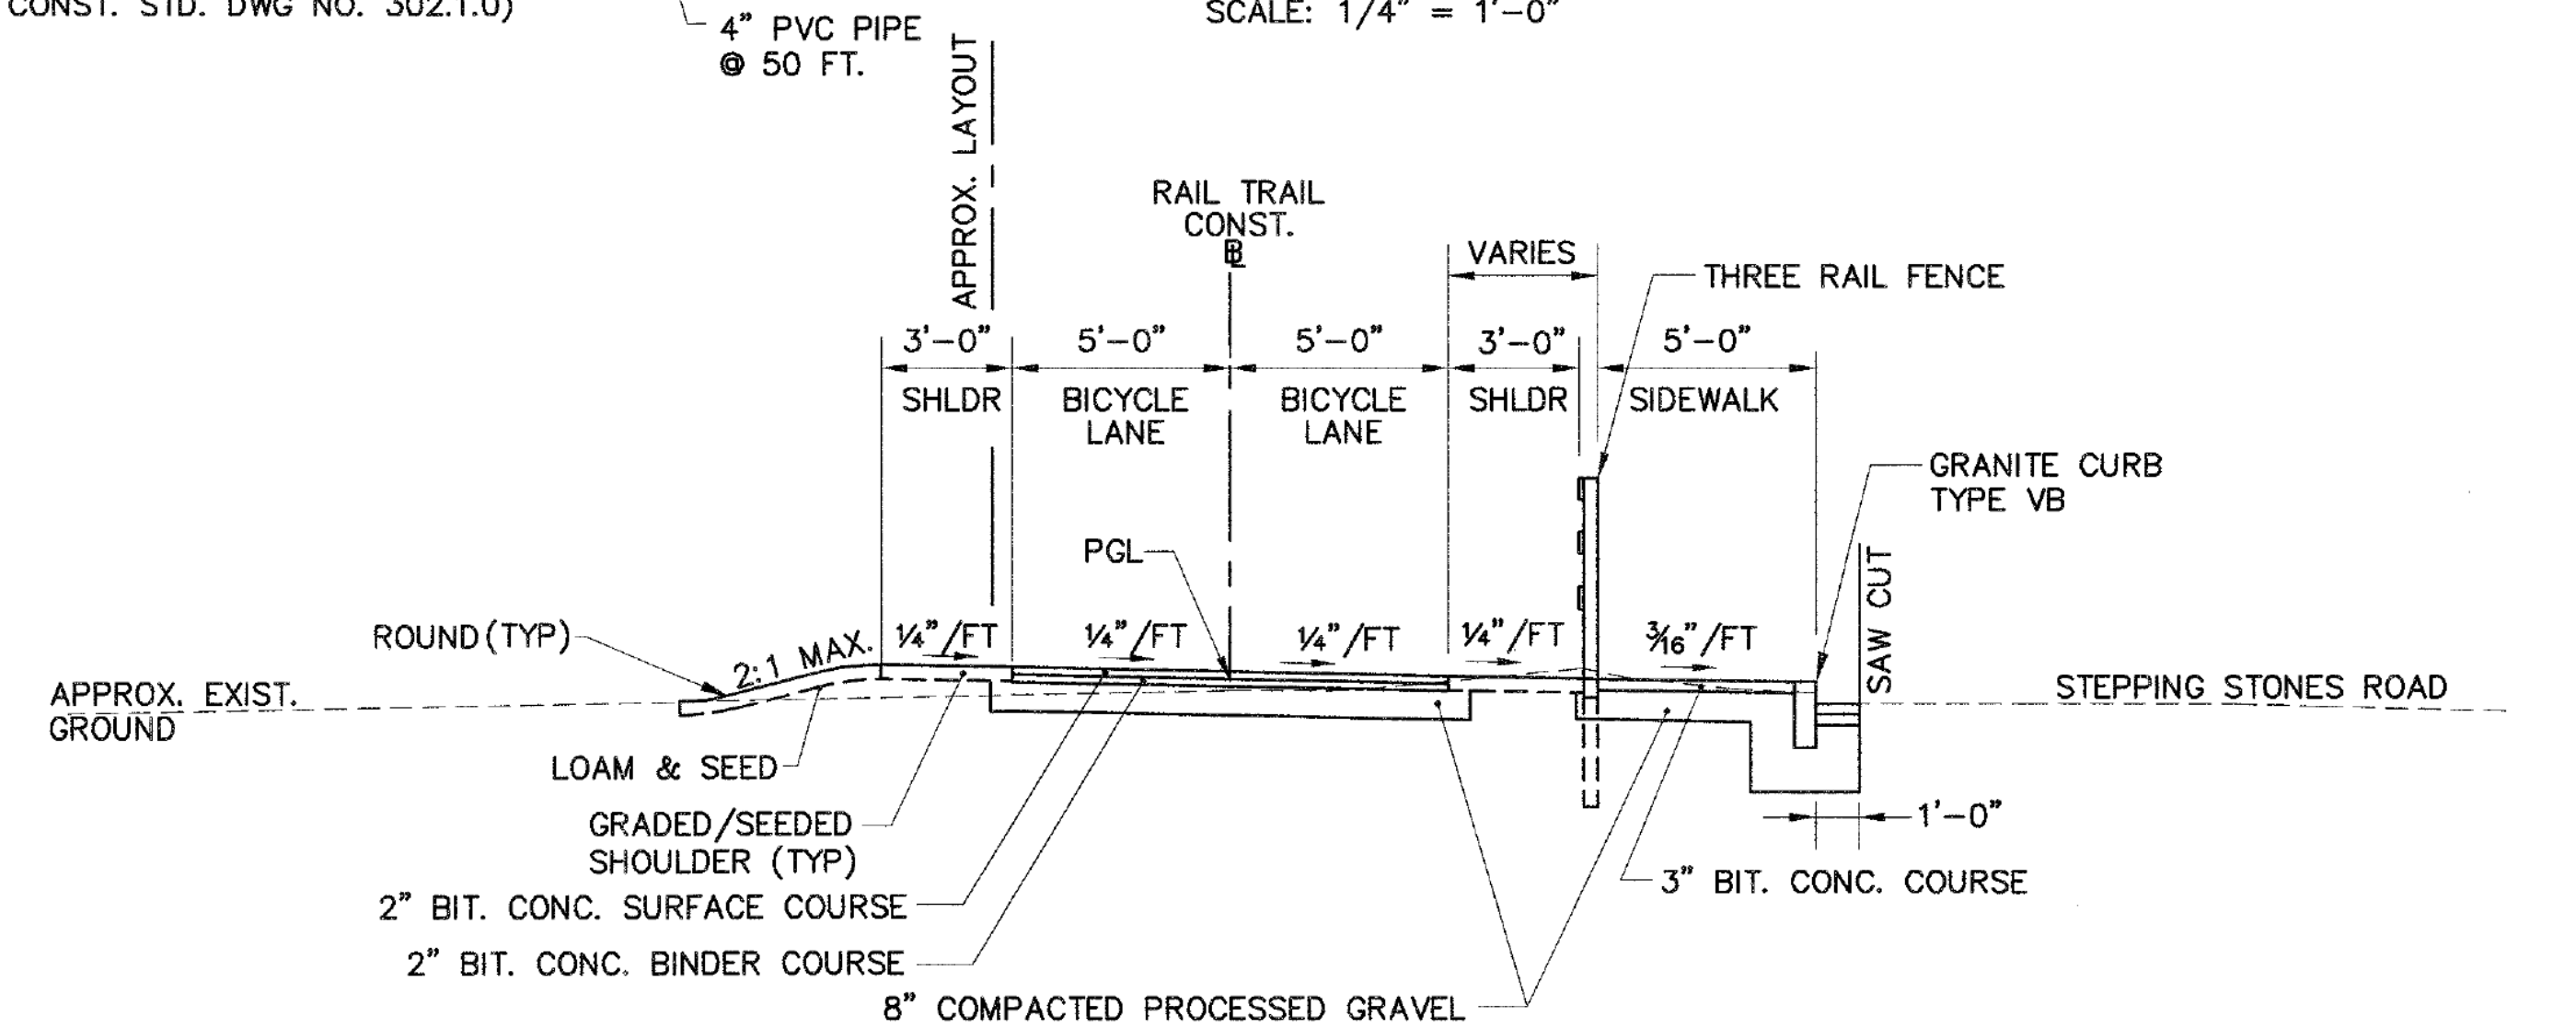 CONST. STD. DWG NO. 302.1.0)
4" PVC PIPE
@ 50 FT.
SCALE: 1/4" = 1'-0"
APPROX. LAYOUT
RAIL TRAIL
CONST.
BL
VARIES
THREE RAIL FENCE
3'-0"
5'-0"
5'-0"
3'-0"
5'-0"
SHLDR
BICYCLE
LANE
BICYCLE
LANE
SHLDR
SIDEWALK
GRANITE CURB
TYPE VB
PGL
SAW CUT
ROUND(TYP)
2:1 MAX.
1/4"/FT
1/4"/FT
1/4"/FT
1/4"/FT
3/16"/FT
APPROX. EXIST.
GROUND
STEPPING STONES ROAD
LOAM & SEED
GRADED/SEEDED
SHOULDER (TYP)
1'-0"
2" BIT. CONC. SURFACE COURSE
3" BIT. CONC. COURSE
2" BIT. CONC. BINDER COURSE
8" COMPACTED PROCESSED GRAVEL